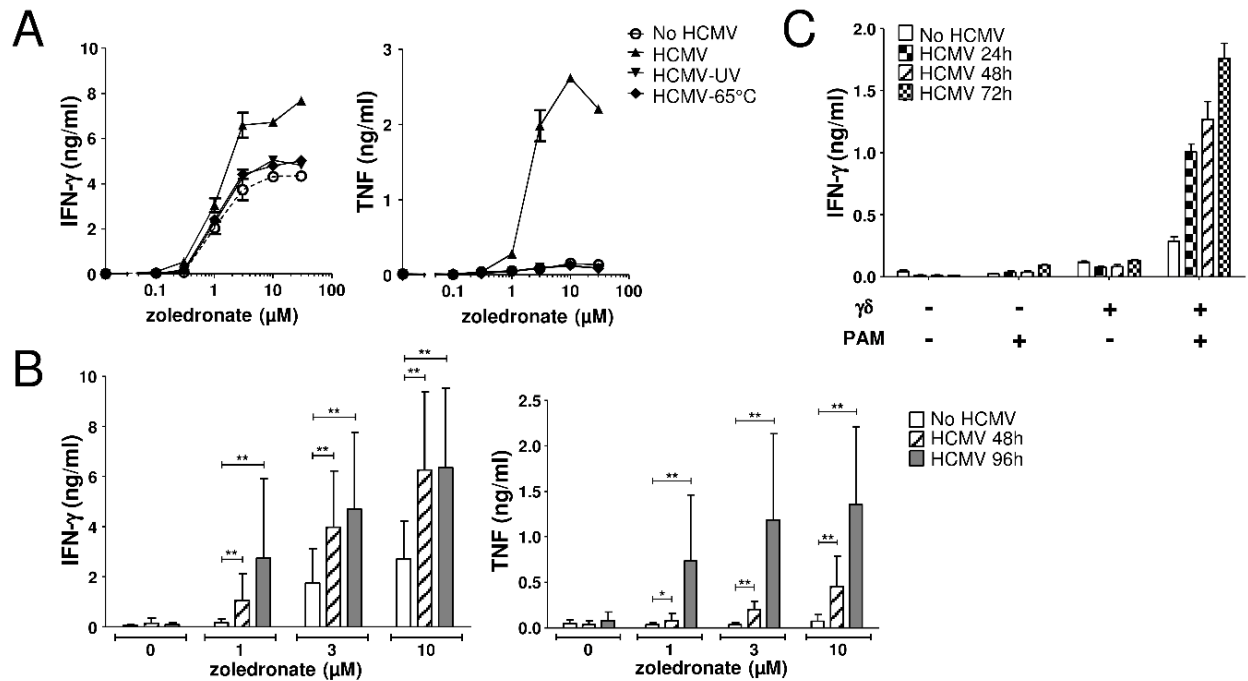 A
IFN-γ (ng/ml)
10
8
6
4
2
0
0.1
1
10
100
zoledronate (μM)
TNF (ng/ml)
3
2
1
0
0.1
1
10
100
zoledronate (μM)
No HCMV
HCMV
HCMV-UV
HCMV-65°C
C
IFN-γ (ng/ml)
2.0
1.5
1.0
0.5
0.0
No HCMV
HCMV 24h
HCMV 48h
HCMV 72h
γδ - - + +
PAM - + - +
B
IFN-γ (ng/ml)
10
8
6
4
2
0
** ** ** ** ** **
0 1 3 10
zoledronate (μM)
TNF (ng/ml)
2.5
2.0
1.5
1.0
0.5
0.0
* ** ** ** ** **
0 1 3 10
zoledronate (μM)
No HCMV
HCMV 48h
HCMV 96h